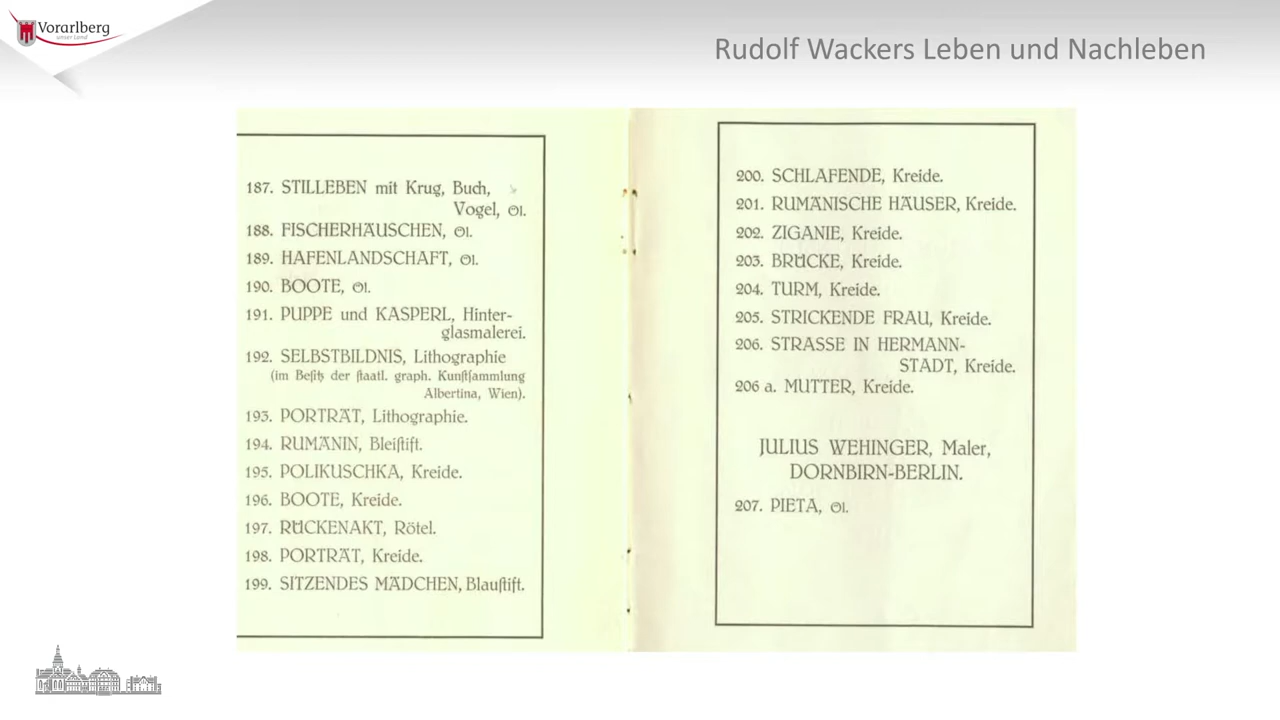 Vorarlberg
unser Land
Rudolf Wackers Leben und Nachleben
187. STILLEBEN mit Krug, Buch,
Vogel, Öl.
188. FISCHERHÄUSCHEN, Öl.
189. HAFENLANDSCHAFT, Öl.
190. BOOTE, Öl.
191. PUPPE und KASPERL, Hinter-
glasmalerei.
192. SELBSTBILDNIS, Lithographie
(im Beſitz der ſtaatl. graph. Kunſtſammlung
Albertina, Wien).
193. PORTRÄT, Lithographie.
194. RUMÄNIN, Bleiſtift.
195. POLIKUSCHKA, Kreide.
196. BOOTE, Kreide.
197. RÜCKENAKT, Rötel.
198. PORTRÄT, Kreide.
199. SITZENDES MÄDCHEN, Blauſtift.
200. SCHLAFENDE, Kreide.
201. RUMÄNISCHE HÄUSER, Kreide.
202. ZIGANIE, Kreide.
203. BRÜCKE, Kreide.
204. TURM, Kreide.
205. STRICKENDE FRAU, Kreide.
206. STRASSE IN HERMANN-
STADT, Kreide.
206 a. MUTTER, Kreide.
JULIUS WEHINGER, Maler,
DORNBIRN-BERLIN.
207. PIETA, Öl.